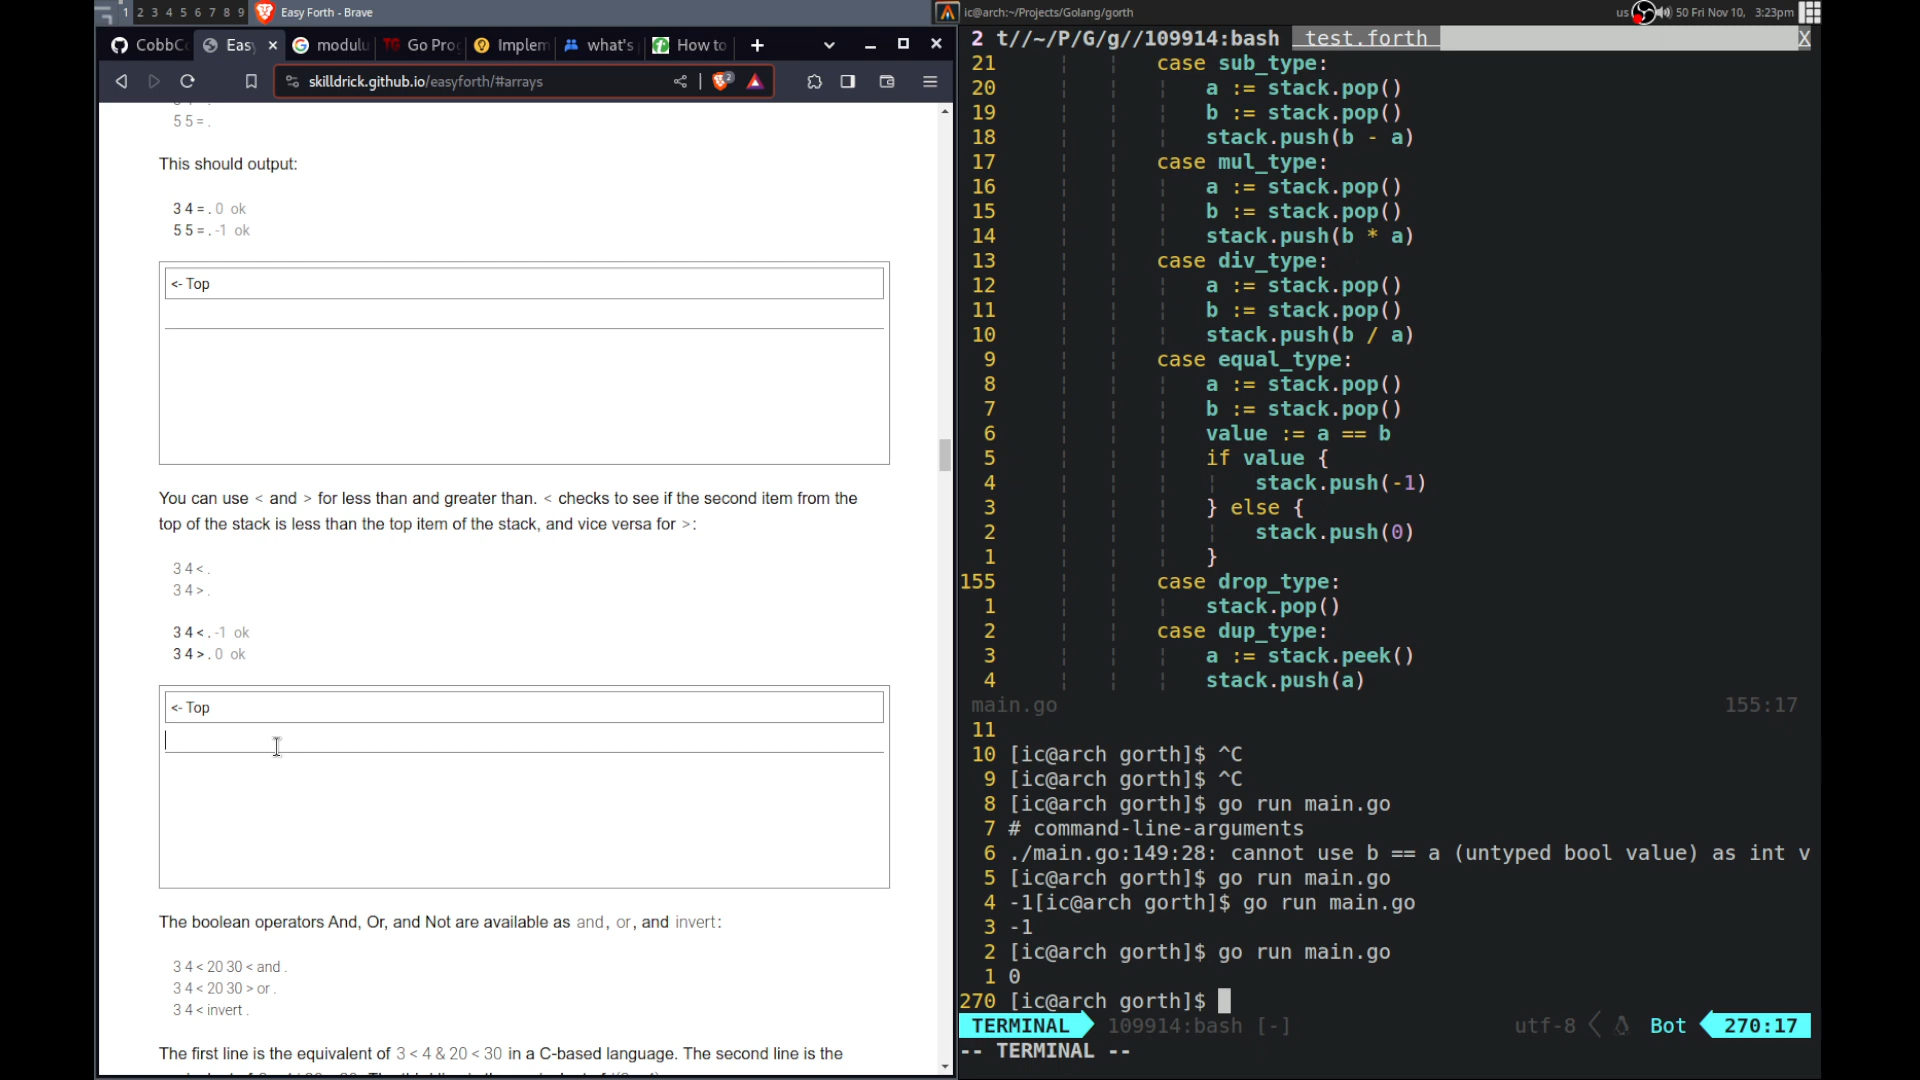 1 2 3 4 5 6 7 8 9 Easy Forth - Brave
ic@arch:~/Projects/Golang/gorth
us 50 Fri Nov 10, 3:23pm
CobbC Eas modulu Go Pro Implem what's How to
skilldrick.github.io/easyforth/#arrays
5 5 = .
This should output:
3 4 = . 0 ok
5 5 = . -1 ok
<- Top
You can use < and > for less than and greater than. < checks to see if the second item from the
top of the stack is less than the top item of the stack, and vice versa for >:
3 4 < .
3 4 > .
3 4 < . -1 ok
3 4 > . 0 ok
<- Top
The boolean operators And, Or, and Not are available as and, or, and invert:
3 4 < 20 30 < and .
3 4 < 20 30 > or .
3 4 < invert .
The first line is the equivalent of 3 < 4 & 20 < 30 in a C-based language. The second line is the
2 t//~/P/G/g//109914:bash test.forth X
21 case sub_type:
20 a := stack.pop()
19 b := stack.pop()
18 stack.push(b - a)
17 case mul_type:
16 a := stack.pop()
15 b := stack.pop()
14 stack.push(b * a)
13 case div_type:
12 a := stack.pop()
11 b := stack.pop()
10 stack.push(b / a)
9 case equal_type:
8 a := stack.pop()
7 b := stack.pop()
6 value := a == b
5 if value {
4 stack.push(-1)
3 } else {
2 stack.push(0)
1 }
155 case drop_type:
1 stack.pop()
2 case dup_type:
3 a := stack.peek()
4 stack.push(a)
main.go 155:17
11
10 [ic@arch gorth]$ ^C
9 [ic@arch gorth]$ ^C
8 [ic@arch gorth]$ go run main.go
7 # command-line-arguments
6 ./main.go:149:28: cannot use b == a (untyped bool value) as int v
5 [ic@arch gorth]$ go run main.go
4 -1[ic@arch gorth]$ go run main.go
3 -1
2 [ic@arch gorth]$ go run main.go
1 0
270 [ic@arch gorth]$
TERMINAL 109914:bash [-] utf-8 Bot 270:17
-- TERMINAL --